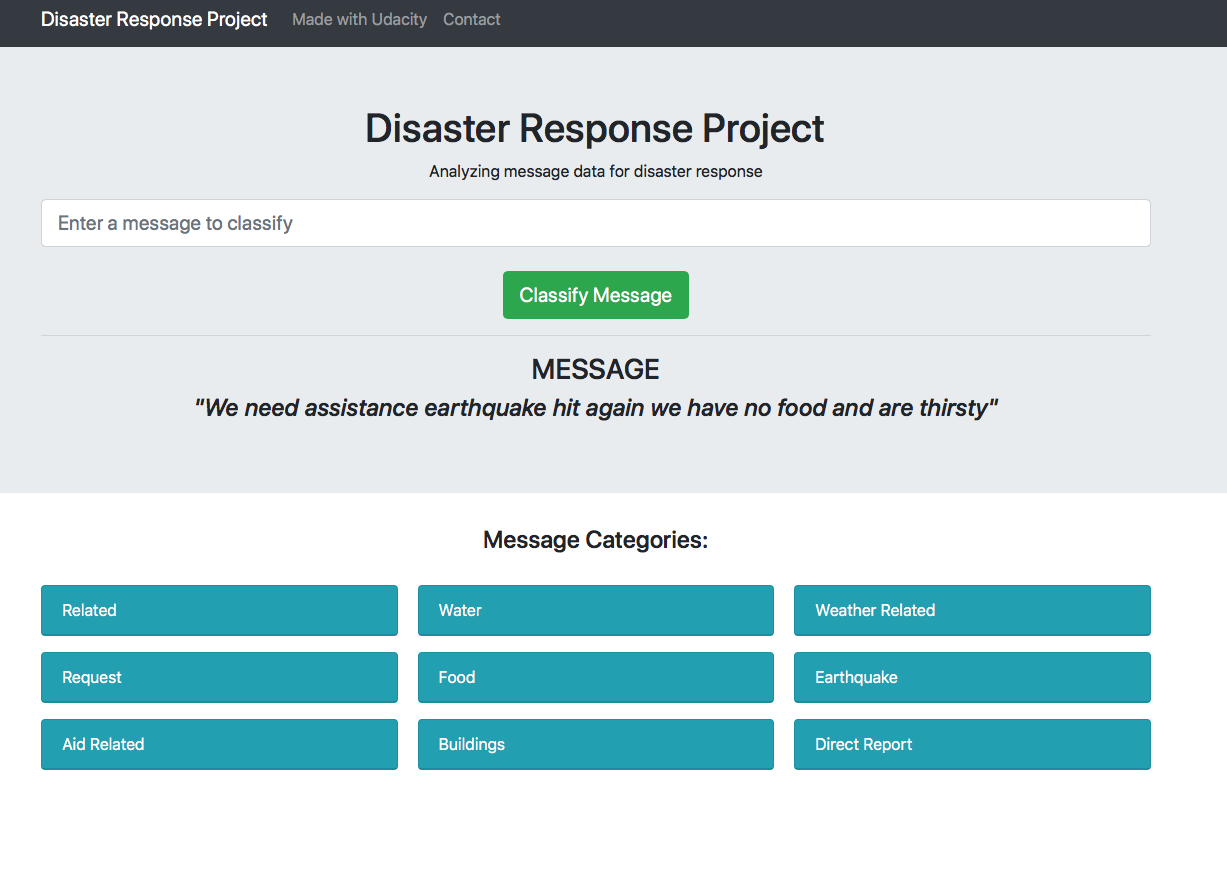 Disaster Response Project Made with Udacity Contact
Disaster Response Project
Analyzing message data for disaster response
Enter a message to classify
Classify Message
MESSAGE
"We need assistance earthquake hit again we have no food and are thirsty"
Message Categories:
Related Water Weather Related
Request Food Earthquake
Aid Related Buildings Direct Report